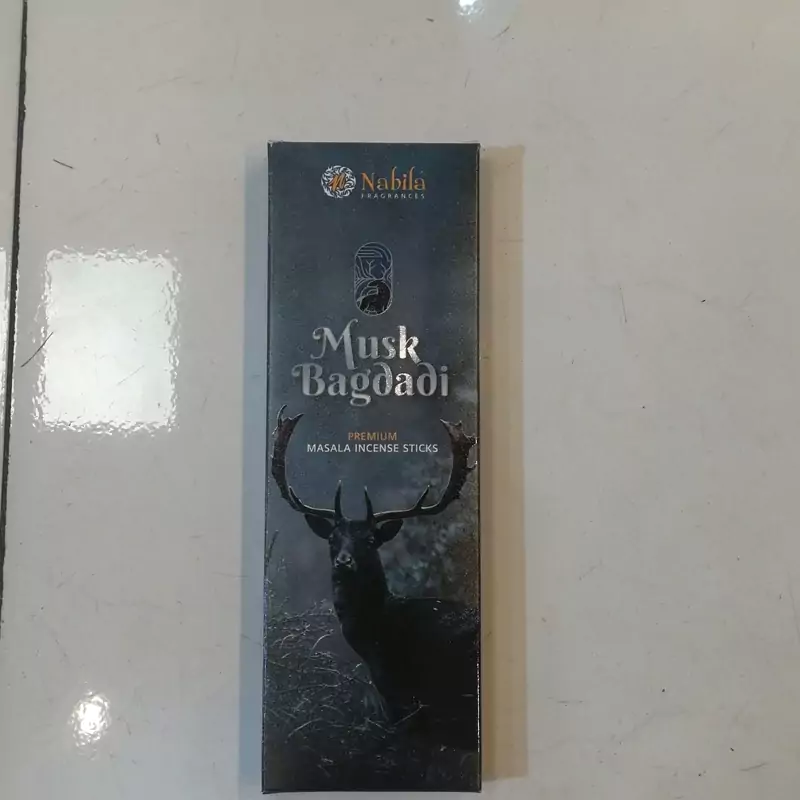 Nabila
FRAGRANCES
Musk
Bagdadi
PREMIUM
MASALA INCENSE STICKS